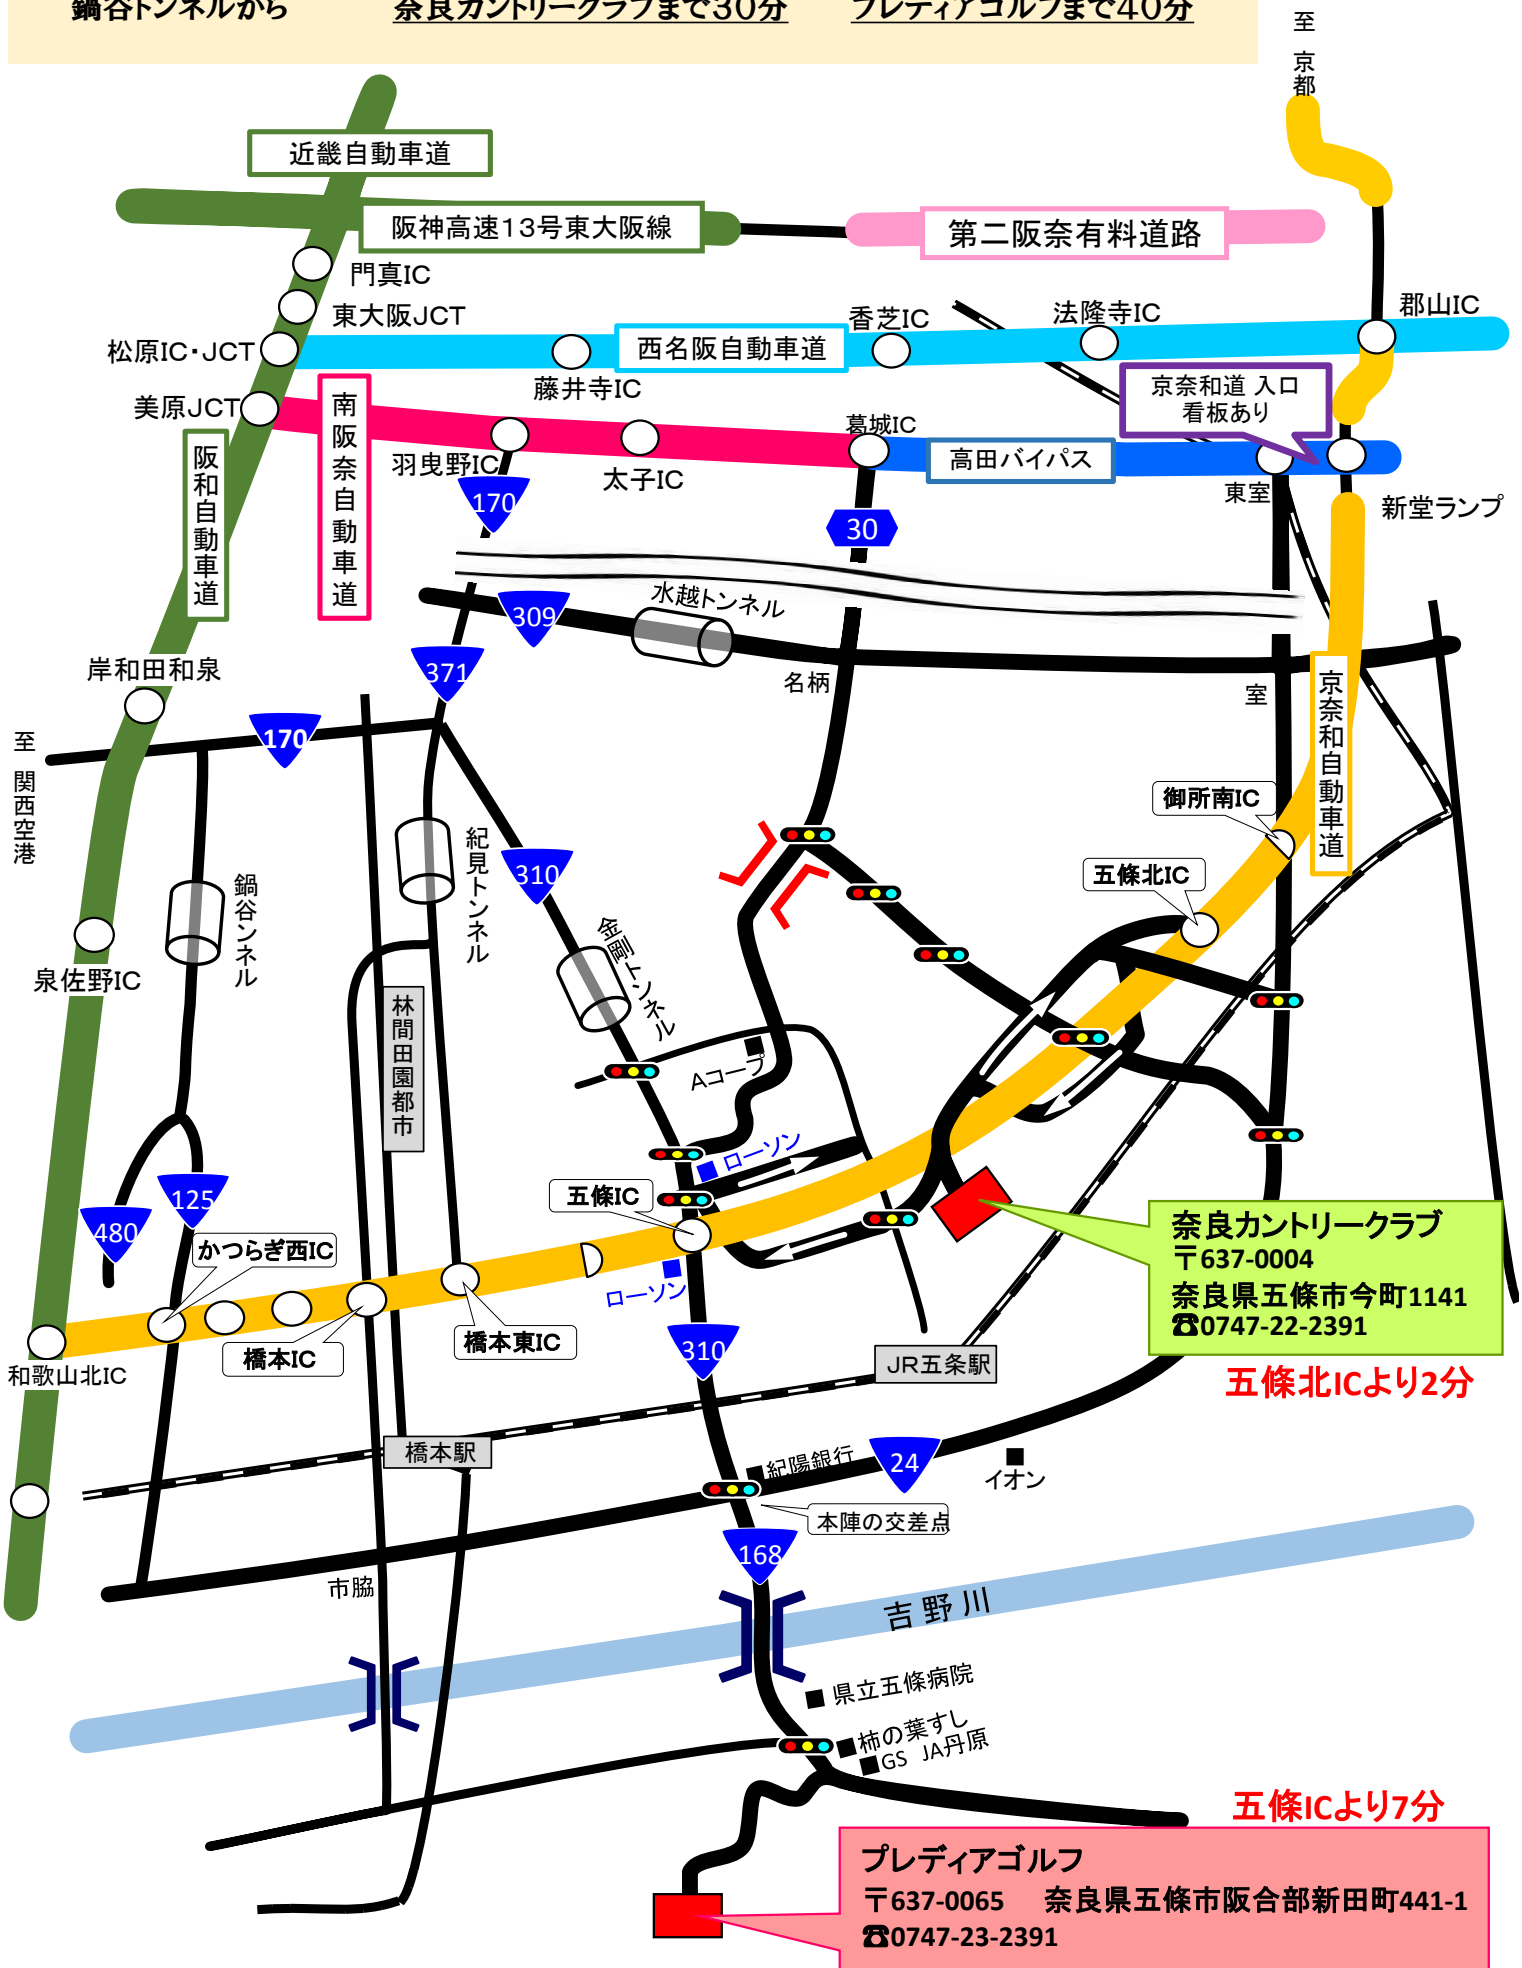 鍋谷トンネルから　奈良カントリークラブまで30分　プレディアゴルフまで40分
至 京都
近畿自動車道
阪神高速13号東大阪線
第二阪奈有料道路
門真IC
東大阪JCT
香芝IC
法隆寺IC
郡山IC
松原IC・JCT
西名阪自動車道
藤井寺IC
京奈和道 入口
看板あり
美原JCT
南阪奈自動車道
葛城IC
阪和自動車道
羽曳野IC
太子IC
高田バイパス
東室
新堂ランプ
170
30
水越トンネル
309
371
岸和田和泉
名柄
室
京奈和自動車道
至 関西空港
170
御所南IC
紀見トンネル
310
五條北IC
鍋谷ンネル
金剛トンネル
泉佐野IC
林間田園都市
Aコープ
ローソン
125
480
五條IC
かつらぎ西IC
ローソン
奈良カントリークラブ
〒637-0004
奈良県五條市今町1141
☎0747-22-2391
橋本東IC
橋本IC
310
和歌山北IC
JR五条駅
五條北ICより2分
橋本駅
紀陽銀行
24
イオン
本陣の交差点
168
市脇
吉野川
県立五條病院
柿の葉すし
GS JA丹原
五條ICより7分
プレディアゴルフ
〒637-0065　奈良県五條市阪合部新田町441-1
☎0747-23-2391